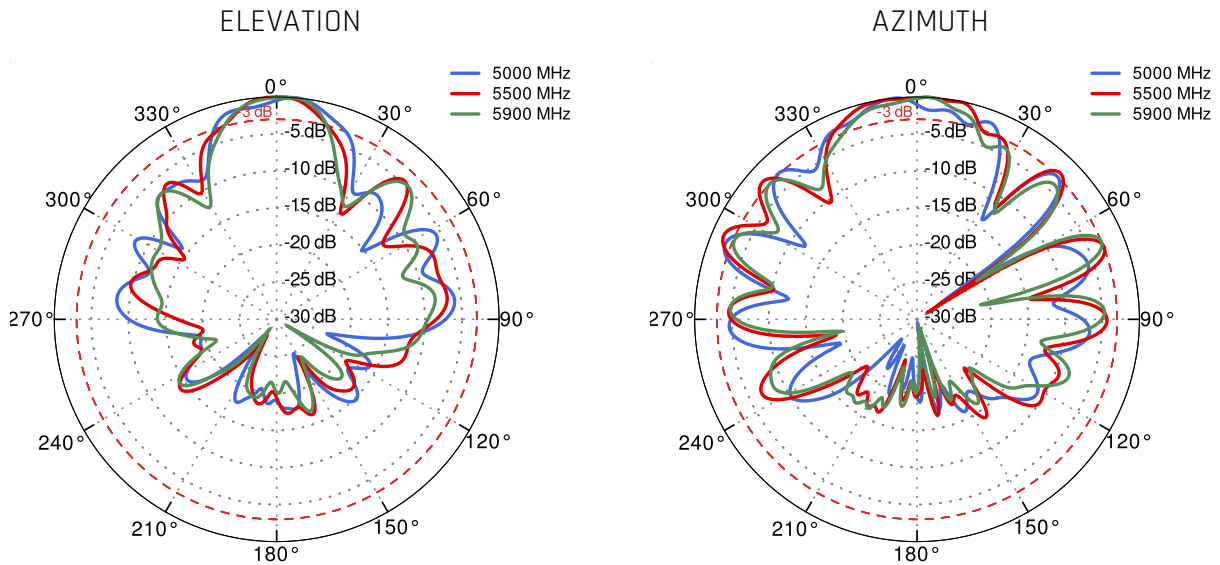 ELEVATION
5000 MHz
5500 MHz
5900 MHz
0°
330°
30°
-3 dB
-5 dB
-10 dB
300°
60°
-15 dB
-20 dB
-25 dB
-30 dB
270°
90°
240°
120°
210°
150°
180°
AZIMUTH
5000 MHz
5500 MHz
5900 MHz
0°
330°
30°
-3 dB
-5 dB
-10 dB
300°
60°
-15 dB
-20 dB
-25 dB
-30 dB
270°
90°
240°
120°
210°
150°
180°